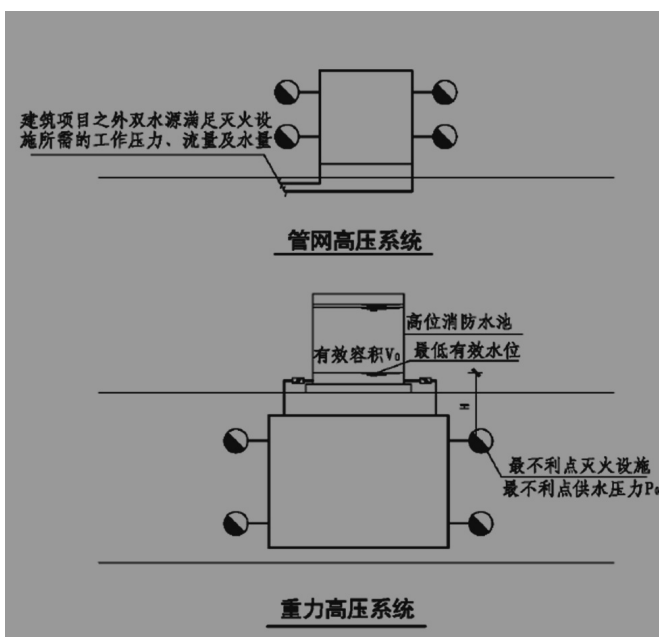 建筑项目之外双水源满足灭火设
施所需的工作压力、流量及水量
管网高压系统
高位消防水池
有效容积V₀
最低有效水位
H
最不利点灭火设施
最不利点供水压力P₀
重力高压系统